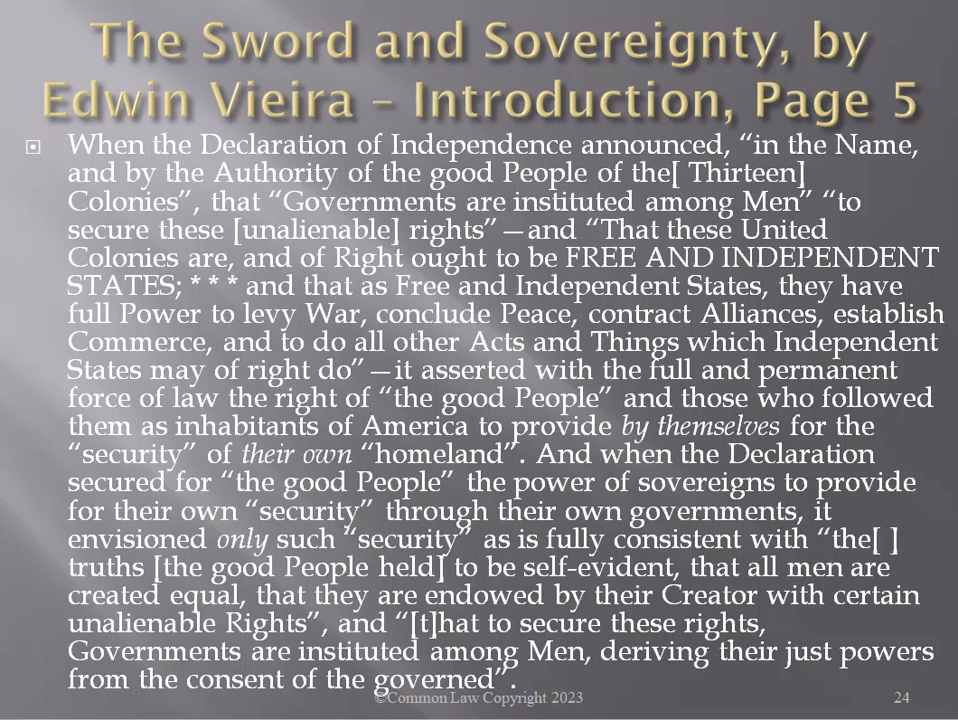 The Sword and Sovereignty, by
Edwin Vieira – Introduction, Page 5
When the Declaration of Independence announced, “in the Name,
and by the Authority of the good People of the[ Thirteen]
Colonies”, that “Governments are instituted among Men” “to
secure these [unalienable] rights”—and “That these United
Colonies are, and of Right ought to be FREE AND INDEPENDENT
STATES; * * * and that as Free and Independent States, they have
full Power to levy War, conclude Peace, contract Alliances, establish
Commerce, and to do all other Acts and Things which Independent
States may of right do”—it asserted with the full and permanent
force of law the right of “the good People” and those who followed
them as inhabitants of America to provide by themselves for the
“security” of their own “homeland”. And when the Declaration
secured for “the good People” the power of sovereigns to provide
for their own “security” through their own governments, it
envisioned only such “security” as is fully consistent with “the[ ]
truths [the good People held] to be self-evident, that all men are
created equal, that they are endowed by their Creator with certain
unalienable Rights”, and “[t]hat to secure these rights,
Governments are instituted among Men, deriving their just powers
from the consent of the governed”.
©Common Law Copyright 2023
24